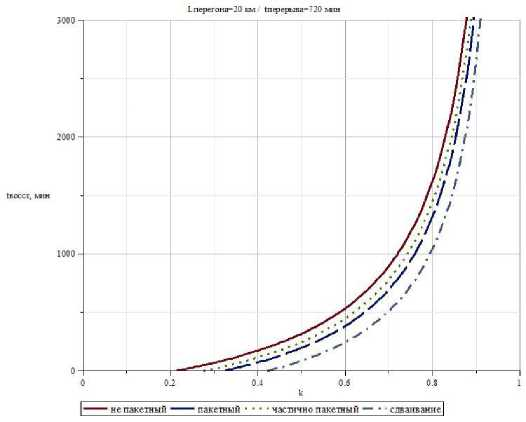 Lперегона=20 км / tперерыва=720 мин
3000
2000
tвосст, мин
1000
0
0 0.2 0.4 0.6 0.8 1
k
не пакетный пакетный частично пакетный сдваивание